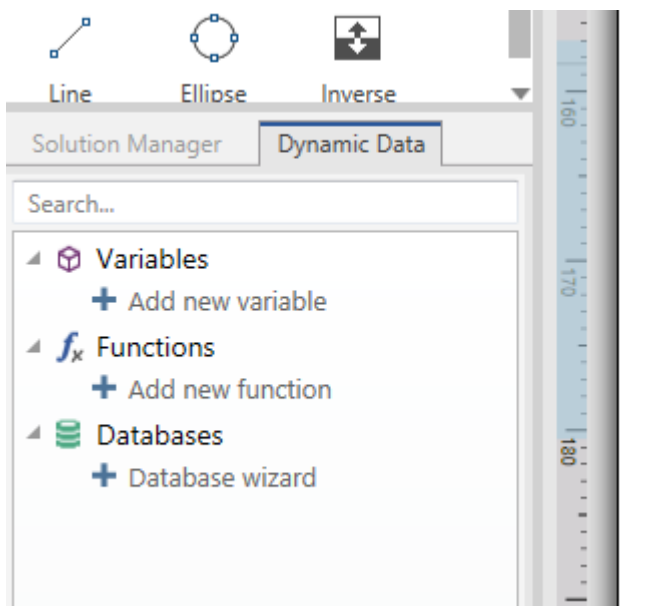 Line Ellipse Inverse
Solution Manager Dynamic Data
Search...
Variables
Add new variable
fx Functions
Add new function
Databases
Database wizard
160
170
180